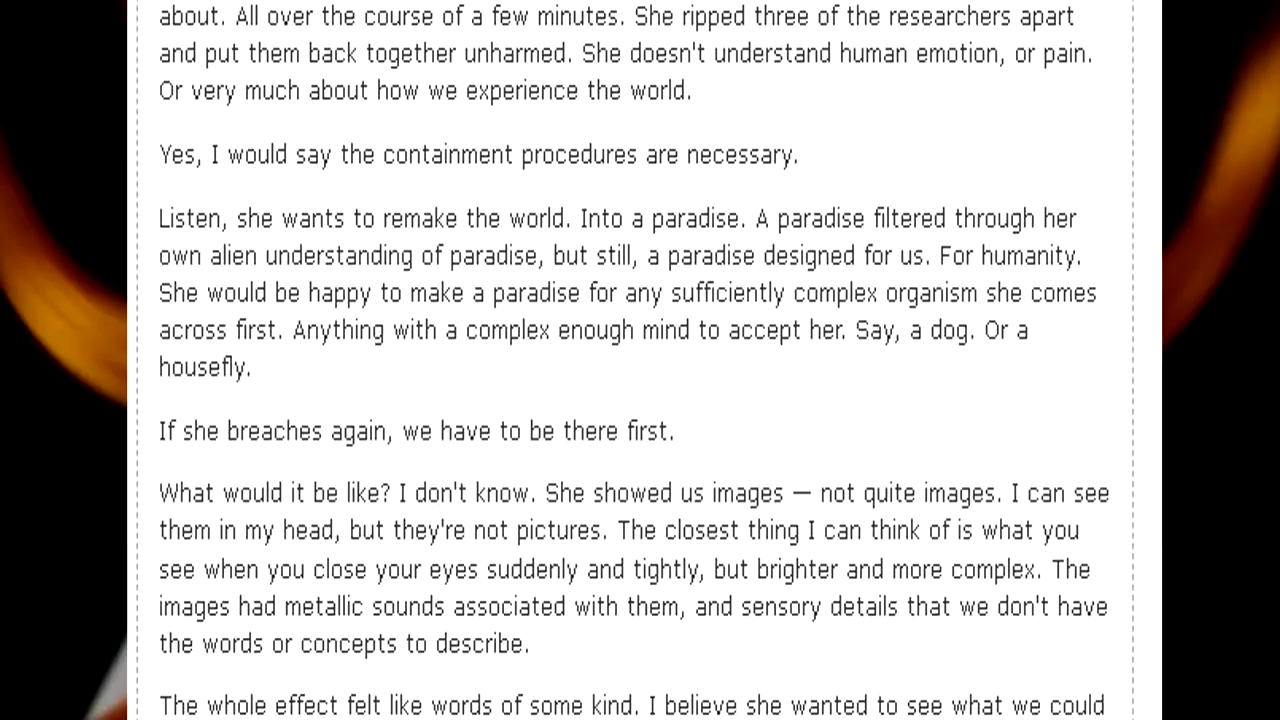 about. All over the course of a few minutes. She ripped three of the researchers apart
and put them back together unharmed. She doesn't understand human emotion, or pain.
Or very much about how we experience the world.
Yes, I would say the containment procedures are necessary.
Listen, she wants to remake the world. Into a paradise. A paradise filtered through her
own alien understanding of paradise, but still, a paradise designed for us. For humanity.
She would be happy to make a paradise for any sufficiently complex organism she comes
across first. Anything with a complex enough mind to accept her. Say, a dog. Or a
housefly.
If she breaches again, we have to be there first.
What would it be like? I don't know. She showed us images — not quite images. I can see
them in my head, but they're not pictures. The closest thing I can think of is what you
see when you close your eyes suddenly and tightly, but brighter and more complex. The
images had metallic sounds associated with them, and sensory details that we don't have
the words or concepts to describe.
The whole effect felt like words of some kind. I believe she wanted to see what we could